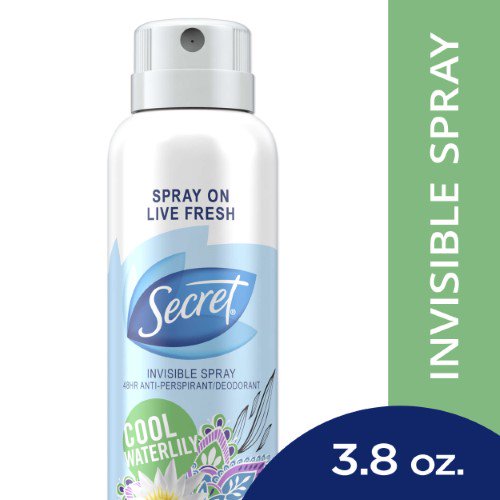 SPRAY ON
LIVE FRESH
Secret®
INVISIBLE SPRAY
48HR ANTI-PERSPIRANT/DEODORANT
COOL
WATERLILY
INVISIBLE SPRAY
3.8 oz.